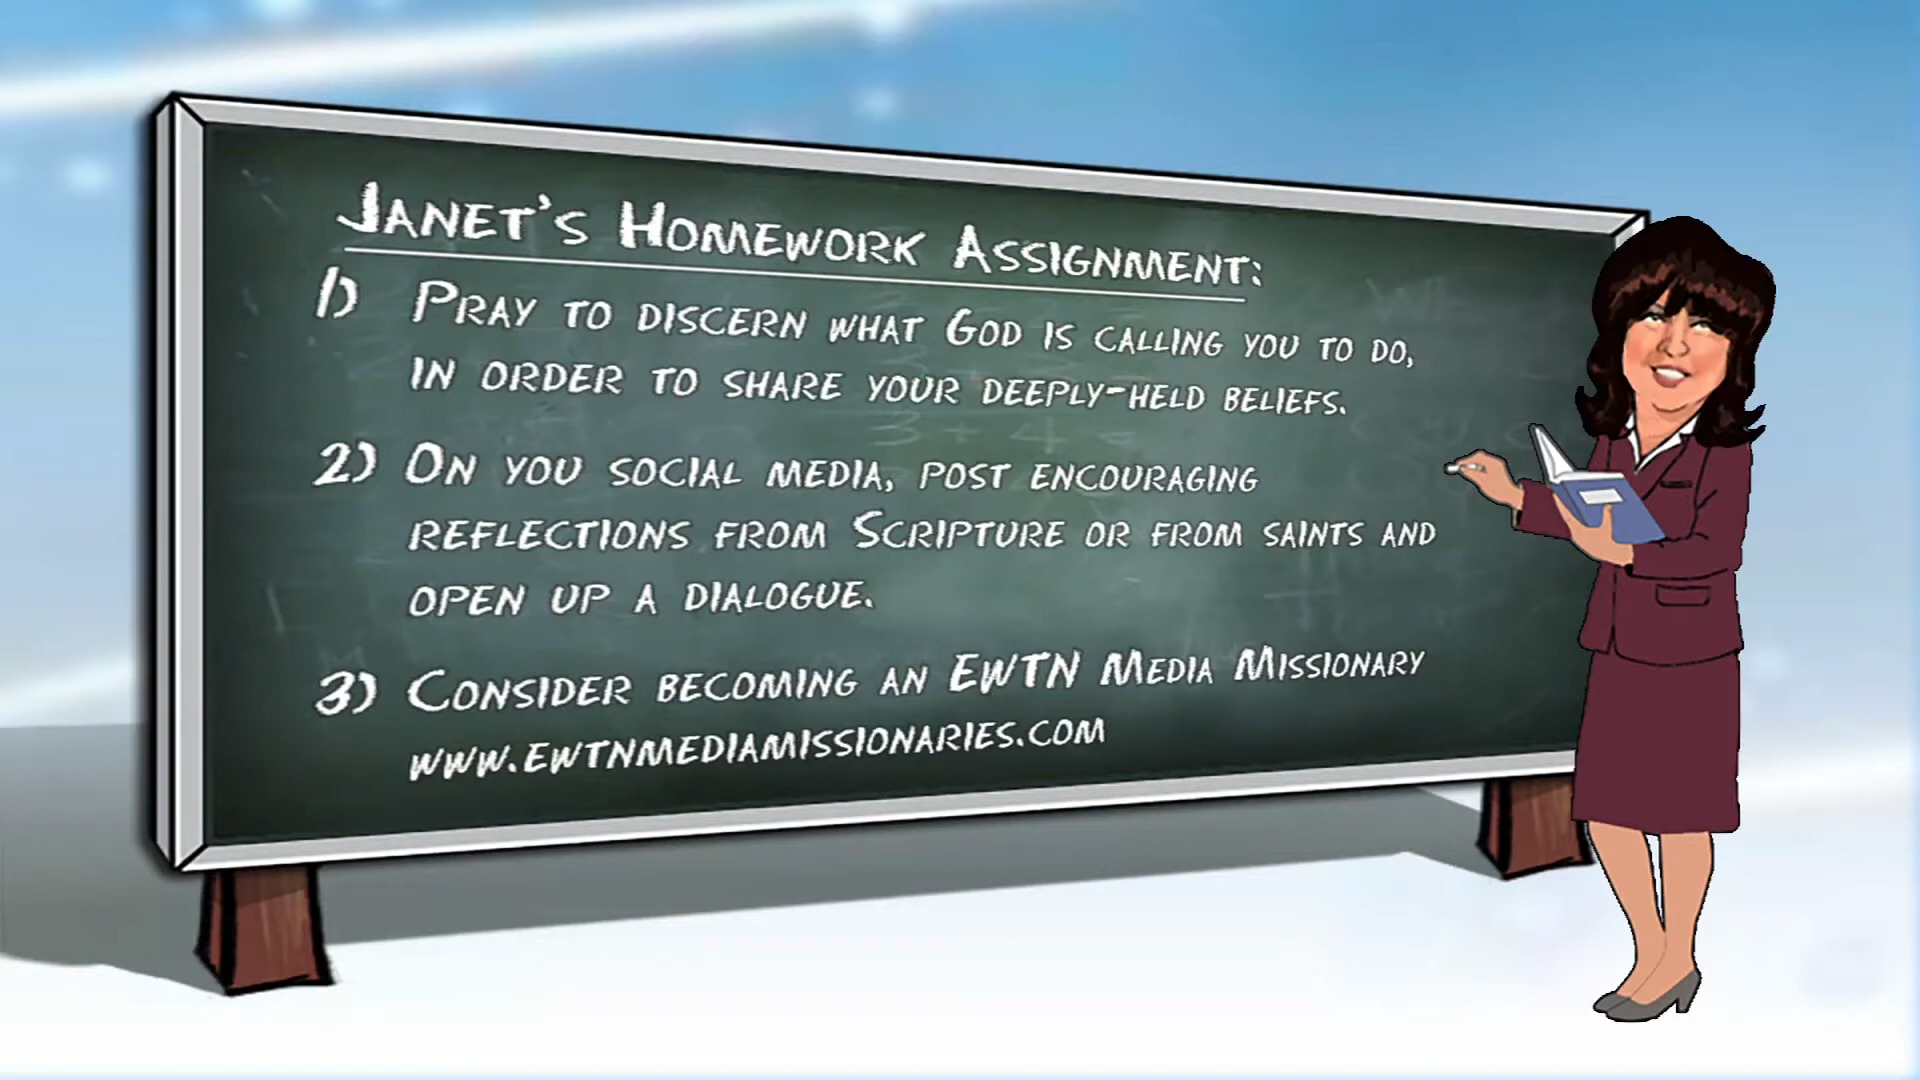 Janet's Homework Assignment:
1) Pray to discern what God is calling you to do,
in order to share your deeply-held beliefs.
2) On you social media, post encouraging
reflections from Scripture or from saints and
open up a dialogue.
3) Consider becoming an EWTN Media Missionary
www.ewtnmediamissionaries.com